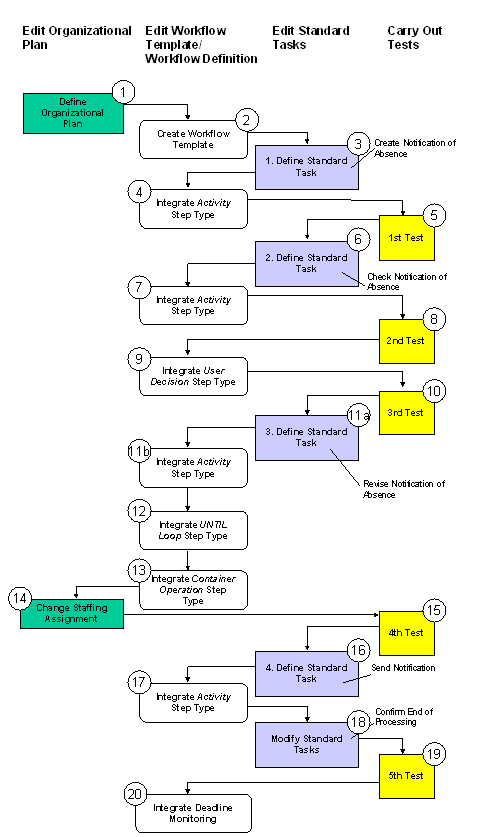 Edit Organizational
Plan
Edit Workflow
Template/
Workflow Definition
Edit Standard
Tasks
Carry Out
Tests
1
Define
Organizational
Plan
2
Create Workflow
Template
3
1. Define Standard
Task
Create Notification of
Absence
4
Integrate Activity
Step Type
5
1st Test
6
2. Define Standard
Task
Check Notification of
Absence
7
Integrate Activity
Step Type
8
2nd Test
9
Integrate User
Decision Step Type
10
3rd Test
11a
3. Define Standard
Task
Revise Notification of
Absence
11b
Integrate Activity
Step Type
12
Integrate UNTIL
Loop Step Type
13
Integrate Container
Operation Step
Type
14
Change Staffing
Assignment
15
4th Test
16
4. Define Standard
Task
Send Notification
17
Integrate Activity
Step Type
18
Modify Standard
Tasks
Confirm End of
Processing
19
5th Test
20
Integrate Deadline
Monitoring